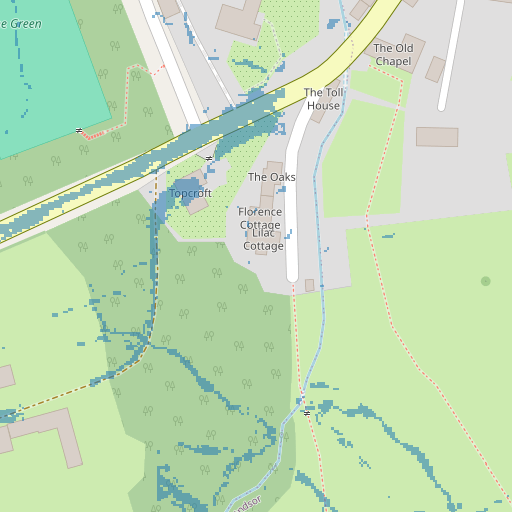 Green
The Old
Chapel
The Toll
House
The Oaks
Topcroft
Florence
Cottage
Lilac
Cottage